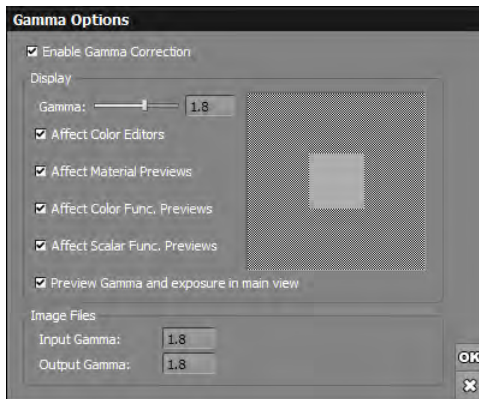 Gamma Options
Enable Gamma Correction
Display
Gamma: 1.8
Affect Color Editors
Affect Material Previews
Affect Color Func. Previews
Affect Scalar Func. Previews
Preview Gamma and exposure in main view
Image Files
Input Gamma: 1.8
Output Gamma: 1.8
OK